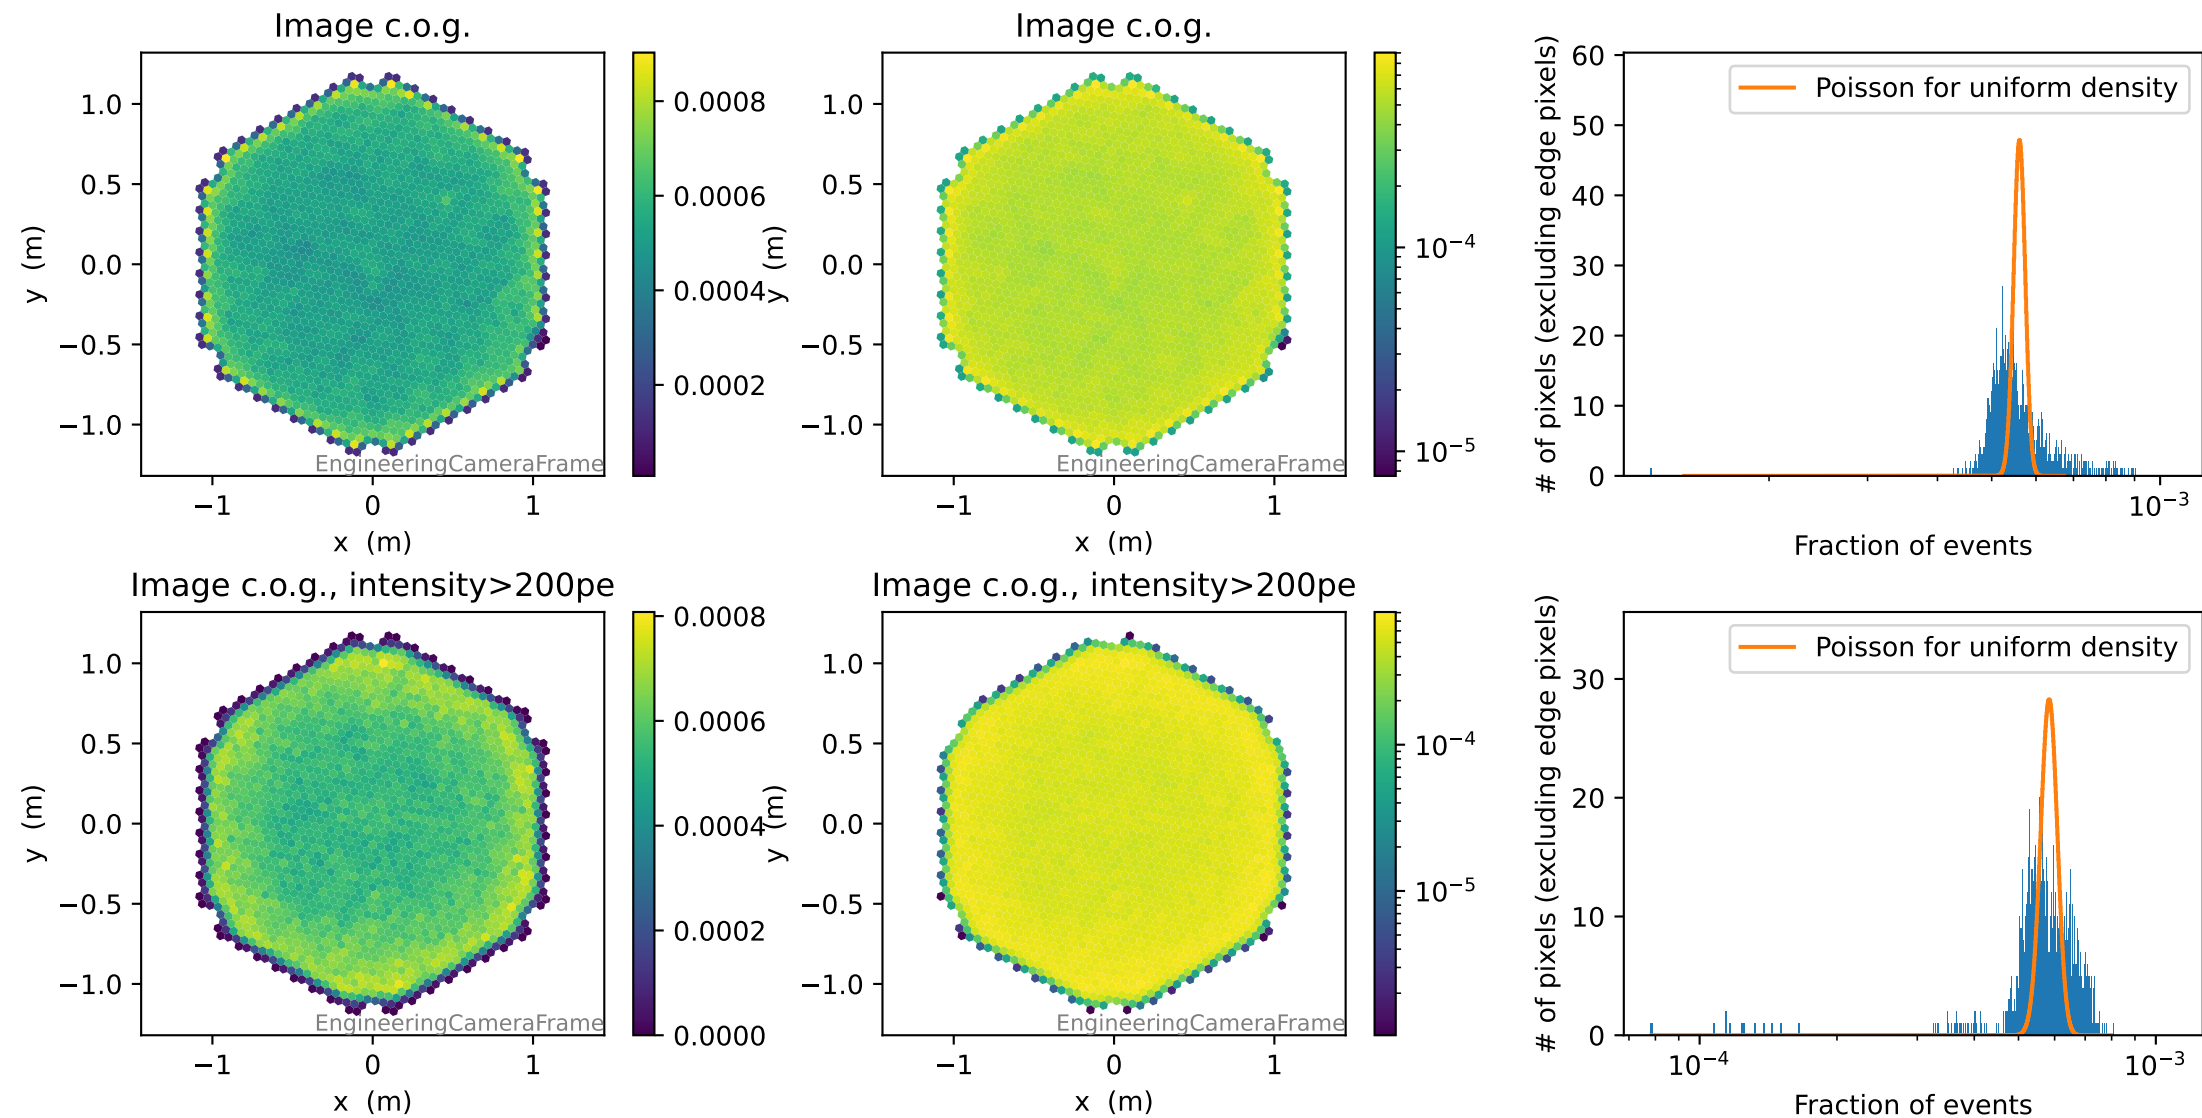 Image c.o.g.
1.0
0.5
0.0
−0.5
−1.0
y (m)
EngineeringCameraFrame
−1
0
1
x (m)
0.0008
0.0006
0.0004
0.0002
Image c.o.g.
1.0
0.5
0.0
−0.5
−1.0
y (m)
EngineeringCameraFrame
−1
0
1
x (m)
10⁻⁴
10⁻⁵
# of pixels (excluding edge pixels)
60
50
40
30
20
10
0
Poisson for uniform density
10⁻³
Fraction of events
Image c.o.g., intensity>200pe
1.0
0.5
0.0
−0.5
−1.0
y (m)
EngineeringCameraFrame
−1
0
1
x (m)
0.0008
0.0006
0.0004
0.0002
0.0000
Image c.o.g., intensity>200pe
1.0
0.5
0.0
−0.5
−1.0
y (m)
EngineeringCameraFrame
−1
0
1
x (m)
10⁻⁴
10⁻⁵
# of pixels (excluding edge pixels)
30
20
10
0
Poisson for uniform density
10⁻⁴
10⁻³
Fraction of events